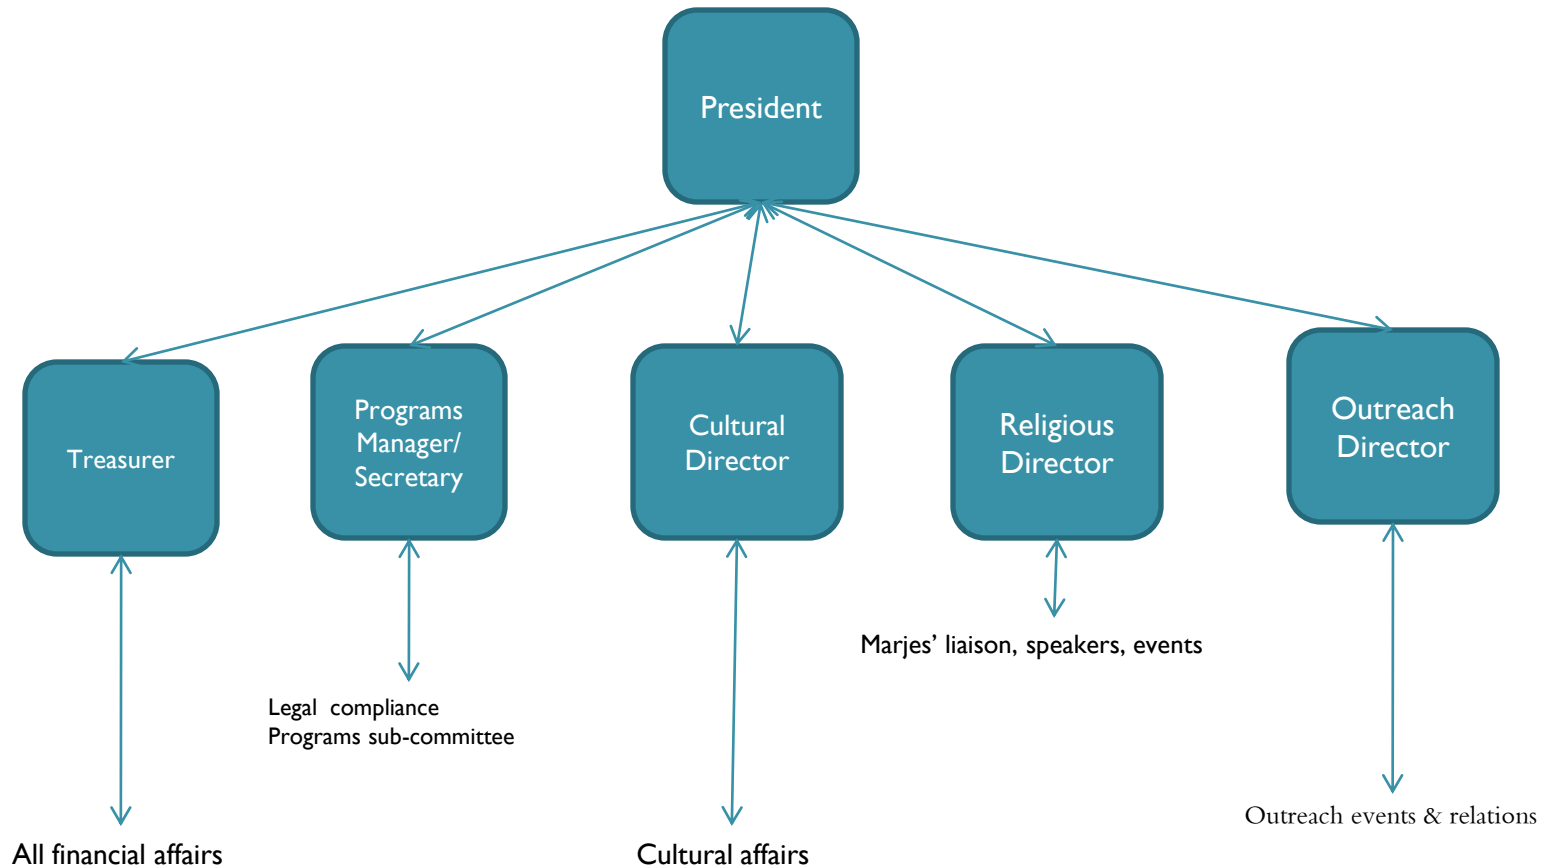 President
Treasurer
Programs
Manager/
Secretary
Cultural
Director
Religious
Director
Outreach
Director
Marjes’ liaison, speakers, events
Legal compliance
Programs sub-committee
Outreach events & relations
All financial affairs
Cultural affairs